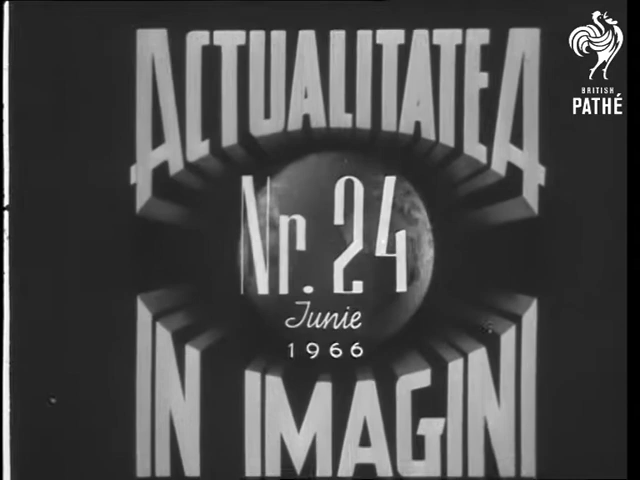 ACTUALITATEA
BRITISH
PATHÉ
Nr. 24
Junie
1966
IN IMAGINI